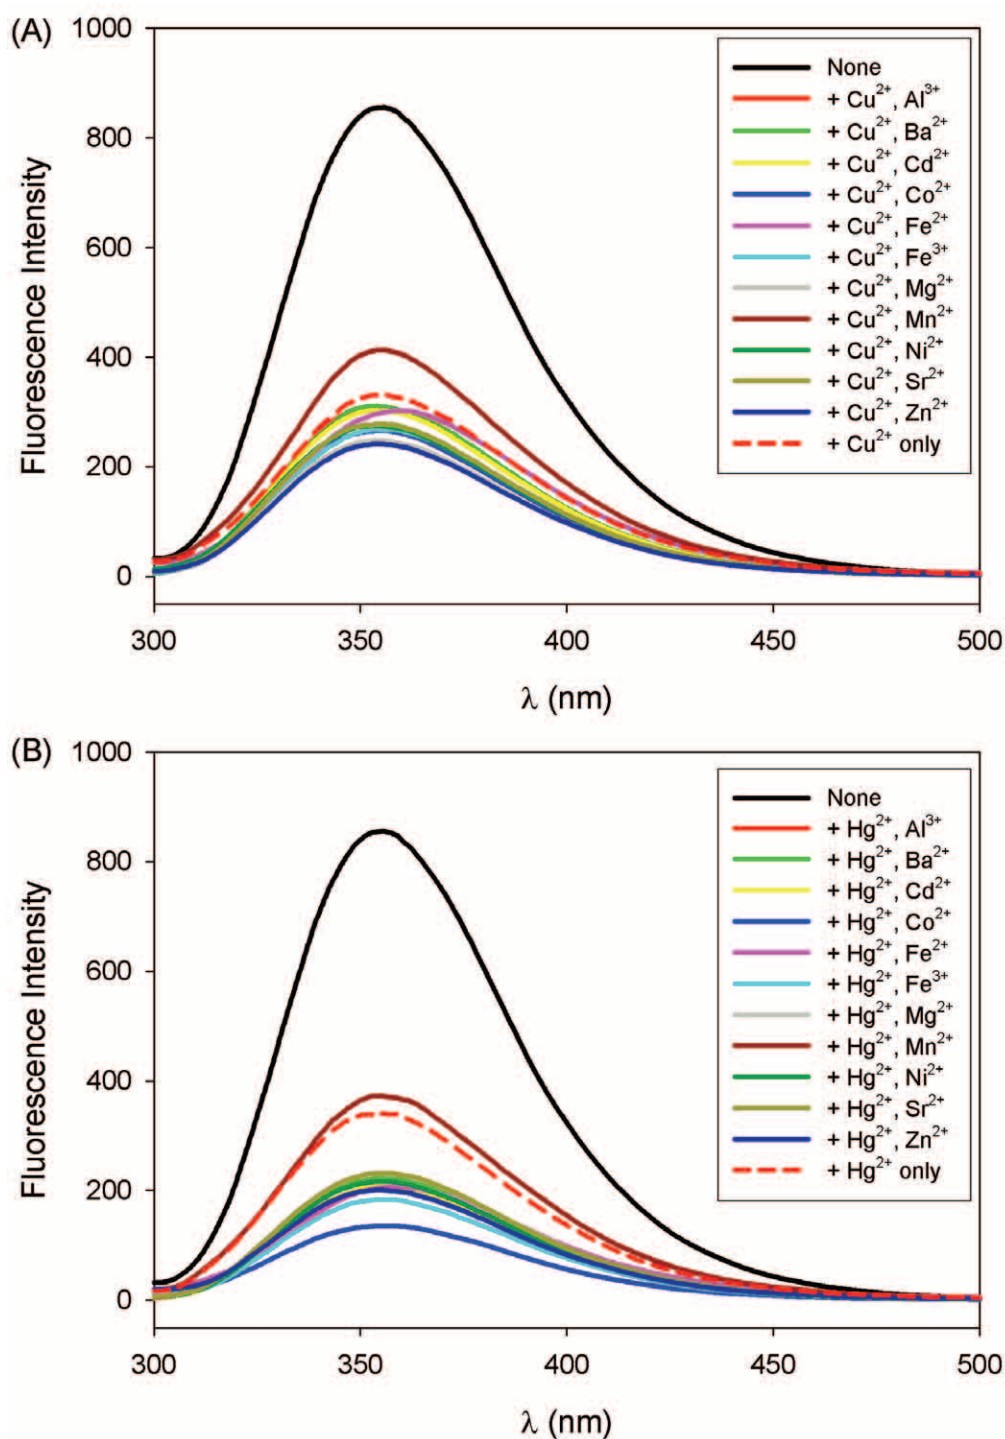 (A)
1000
800
600
400
200
0
Fluorescence Intensity
None
+ Cu²⁺, Al³⁺
+ Cu²⁺, Ba²⁺
+ Cu²⁺, Cd²⁺
+ Cu²⁺, Co²⁺
+ Cu²⁺, Fe²⁺
+ Cu²⁺, Fe³⁺
+ Cu²⁺, Mg²⁺
+ Cu²⁺, Mn²⁺
+ Cu²⁺, Ni²⁺
+ Cu²⁺, Sr²⁺
+ Cu²⁺, Zn²⁺
+ Cu²⁺ only
300 350 400 450 500
λ (nm)
(B)
1000
800
600
400
200
0
Fluorescence Intensity
None
+ Hg²⁺, Al³⁺
+ Hg²⁺, Ba²⁺
+ Hg²⁺, Cd²⁺
+ Hg²⁺, Co²⁺
+ Hg²⁺, Fe²⁺
+ Hg²⁺, Fe³⁺
+ Hg²⁺, Mg²⁺
+ Hg²⁺, Mn²⁺
+ Hg²⁺, Ni²⁺
+ Hg²⁺, Sr²⁺
+ Hg²⁺, Zn²⁺
+ Hg²⁺ only
300 350 400 450 500
λ (nm)